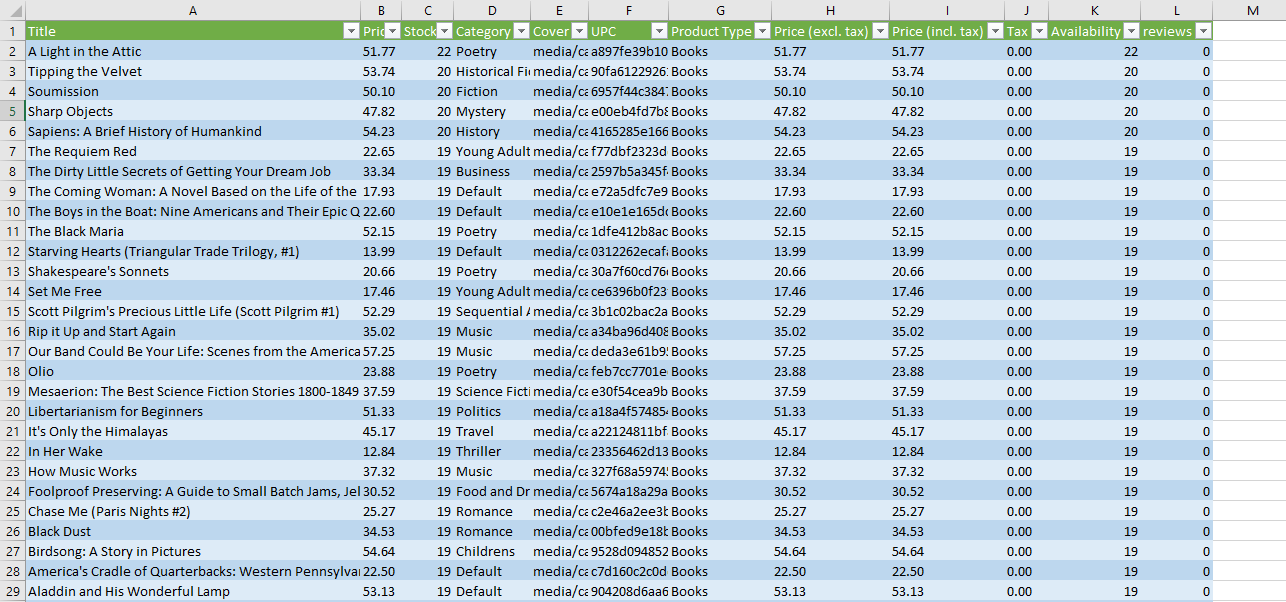 A B C D E F G H I J K L M
1 Title Pric Stock Category Cover UPC Product Type Price (excl. tax) Price (incl. tax) Tax Availability reviews
2 A Light in the Attic 51.77 22 Poetry media/ca a897fe39b10 Books 51.77 51.77 0.00 22 0
3 Tipping the Velvet 53.74 20 Historical Fi media/ca 90fa6122926 Books 53.74 53.74 0.00 20 0
4 Soumission 50.10 20 Fiction media/ca 6957f44c384 Books 50.10 50.10 0.00 20 0
5 Sharp Objects 47.82 20 Mystery media/ca e00eb4fd7b Books 47.82 47.82 0.00 20 0
6 Sapiens: A Brief History of Humankind 54.23 20 History media/ca 4165285e166 Books 54.23 54.23 0.00 20 0
7 The Requiem Red 22.65 19 Young Adult media/ca f77dbf2323d Books 22.65 22.65 0.00 19 0
8 The Dirty Little Secrets of Getting Your Dream Job 33.34 19 Business media/ca 2597b5a345f Books 33.34 33.34 0.00 19 0
9 The Coming Woman: A Novel Based on the Life of the 17.93 19 Default media/ca e72a5dfc7e9 Books 17.93 17.93 0.00 19 0
10 The Boys in the Boat: Nine Americans and Their Epic Q 22.60 19 Default media/ca e10e1e165d Books 22.60 22.60 0.00 19 0
11 The Black Maria 52.15 19 Poetry media/ca 1dfe412b8ac Books 52.15 52.15 0.00 19 0
12 Starving Hearts (Triangular Trade Trilogy, #1) 13.99 19 Default media/ca 0312262ecaf Books 13.99 13.99 0.00 19 0
13 Shakespeare's Sonnets 20.66 19 Poetry media/ca 30a7f60cd76 Books 20.66 20.66 0.00 19 0
14 Set Me Free 17.46 19 Young Adult media/ca ce6396b0f23 Books 17.46 17.46 0.00 19 0
15 Scott Pilgrim's Precious Little Life (Scott Pilgrim #1) 52.29 19 Sequential A media/ca 3b1c02bac2a Books 52.29 52.29 0.00 19 0
16 Rip it Up and Start Again 35.02 19 Music media/ca a34ba96d408 Books 35.02 35.02 0.00 19 0
17 Our Band Could Be Your Life: Scenes from the America 57.25 19 Music media/ca deda3e61b9 Books 57.25 57.25 0.00 19 0
18 Olio 23.88 19 Poetry media/ca feb7cc7701e Books 23.88 23.88 0.00 19 0
19 Mesaerion: The Best Science Fiction Stories 1800-1849 37.59 19 Science Ficti media/ca e30f54cea9b Books 37.59 37.59 0.00 19 0
20 Libertarianism for Beginners 51.33 19 Politics media/ca a18a4f57485 Books 51.33 51.33 0.00 19 0
21 It's Only the Himalayas 45.17 19 Travel media/ca a22124811bf Books 45.17 45.17 0.00 19 0
22 In Her Wake 12.84 19 Thriller media/ca 23356462d13 Books 12.84 12.84 0.00 19 0
23 How Music Works 37.32 19 Music media/ca 327f68a5974 Books 37.32 37.32 0.00 19 0
24 Foolproof Preserving: A Guide to Small Batch Jams, Jel 30.52 19 Food and Dr media/ca 5674a18a29a Books 30.52 30.52 0.00 19 0
25 Chase Me (Paris Nights #2) 25.27 19 Romance media/ca c2e46a2ee3b Books 25.27 25.27 0.00 19 0
26 Black Dust 34.53 19 Romance media/ca 00bfed9e18b Books 34.53 34.53 0.00 19 0
27 Birdsong: A Story in Pictures 54.64 19 Childrens media/ca 9528d094852 Books 54.64 54.64 0.00 19 0
28 America's Cradle of Quarterbacks: Western Pennsylva 22.50 19 Default media/ca c7d160c2c0d Books 22.50 22.50 0.00 19 0
29 Aladdin and His Wonderful Lamp 53.13 19 Default media/ca 904208d6aa6 Books 53.13 53.13 0.00 19 0